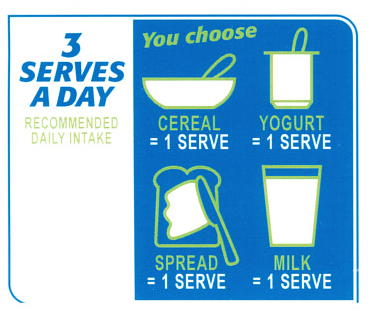 3
SERVES
A DAY
RECOMMENDED
DAILY INTAKE
You choose
CEREAL
= 1 SERVE
YOGURT
= 1 SERVE
SPREAD
= 1 SERVE
MILK
= 1 SERVE